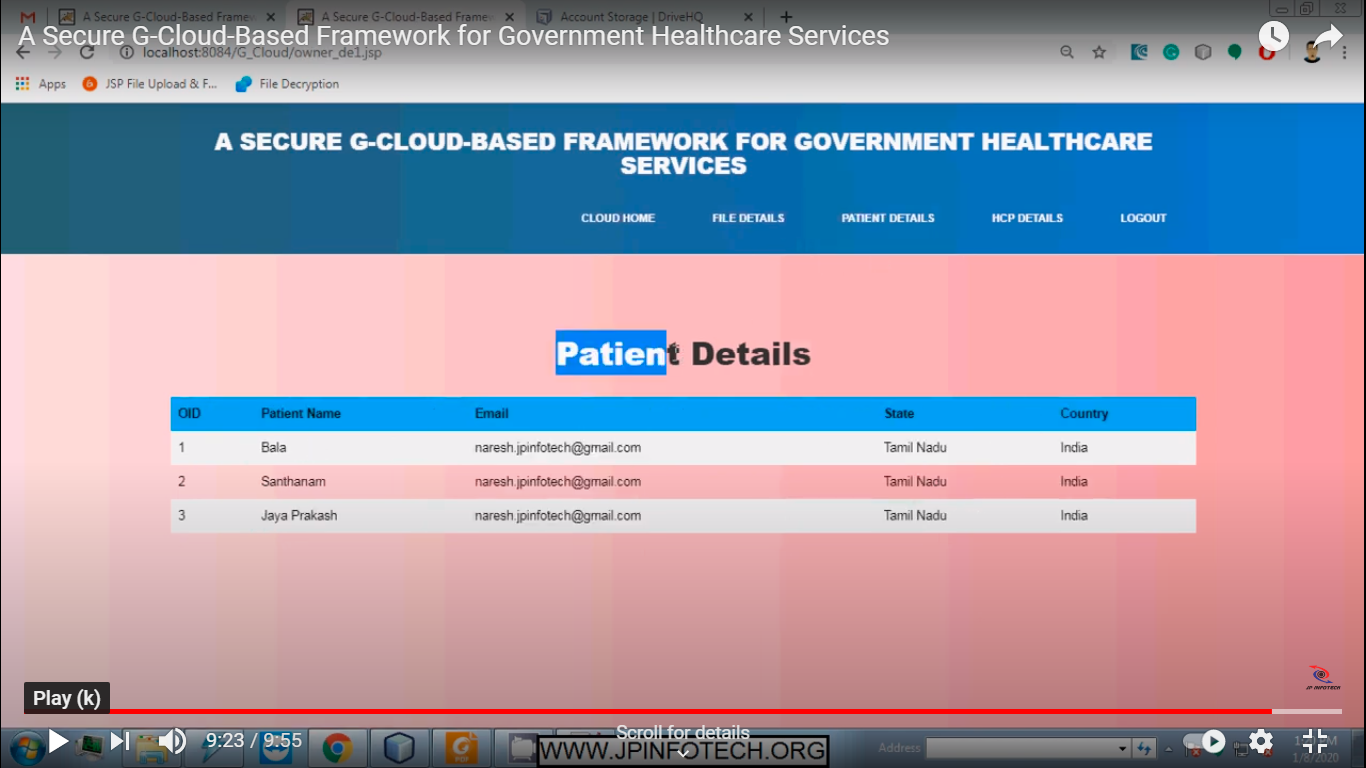 A Secure G-Cloud-Based Framew
A Secure G-Cloud-Based Framew
Account Storage | DriveHQ
A Secure G-Cloud-Based Framework for Government Healthcare Services
localhost:8084/G_Cloud/owner_de1.jsp
Apps
JSP File Upload & F...
File Decryption
A SECURE G-CLOUD-BASED FRAMEWORK FOR GOVERNMENT HEALTHCARE
SERVICES
CLOUD HOME FILE DETAILS PATIENT DETAILS HCP DETAILS LOGOUT
Patient Details
OID Patient Name Email State Country
1 Bala naresh.jpinfotech@gmail.com Tamil Nadu India
2 Santhanam naresh.jpinfotech@gmail.com Tamil Nadu India
3 Jaya Prakash naresh.jpinfotech@gmail.com Tamil Nadu India
JP INFOTECH
Play (k)
9:23 / 9:55
Scroll for details
WWW.JPINFOTECH.ORG
Address
1/8/2020